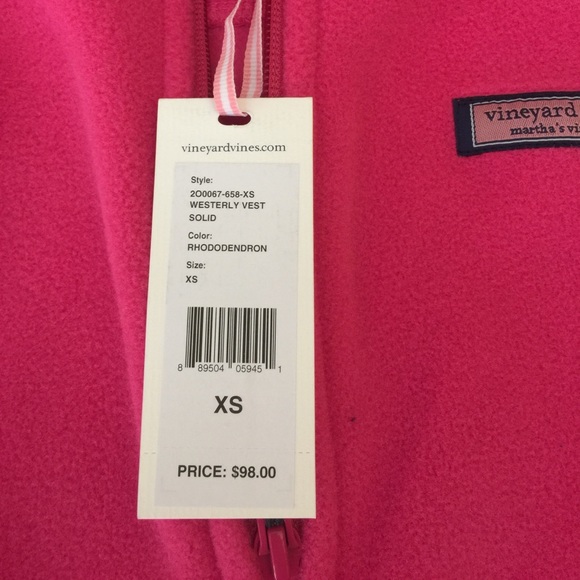 vineyardvines.com
Style:
2O0067-658-XS
WESTERLY VEST
SOLID
Color:
RHODODENDRON
Size:
XS
8 89504 05945 1
XS
PRICE: $98.00
vineyard
martha's